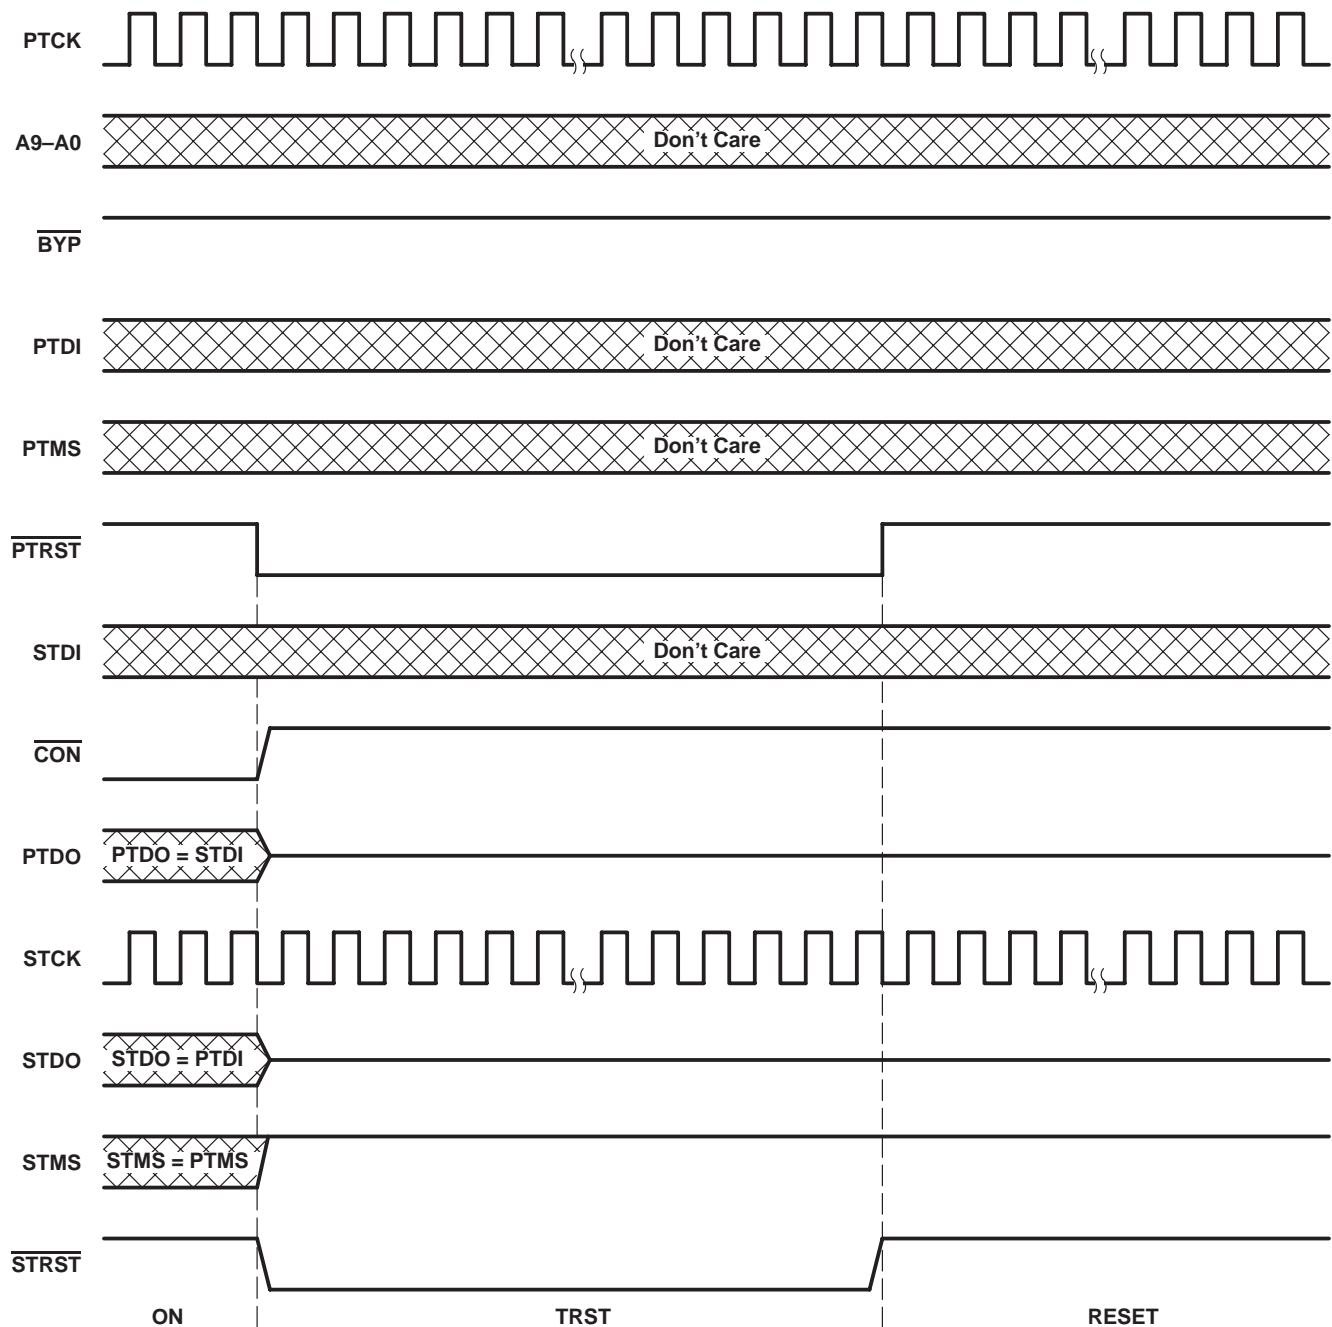 PTCK
A9–A0 Don't Care
BYP
PTDI Don't Care
PTMS Don't Care
PTRST
STDI Don't Care
CON
PTDO PTDO = STDI
STCK
STDO STDO = PTDI
STMS STMS = PTMS
STRST
ON TRST RESET